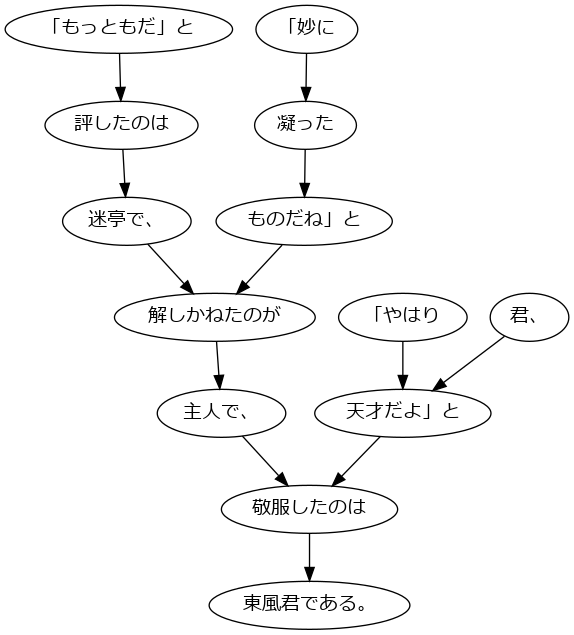 「もっともだ」と
「妙に
評したのは
凝った
迷亭で、
ものだね」と
解しかねたのが
「やはり
君、
主人で、
天才だよ」と
敬服したのは
東風君である。